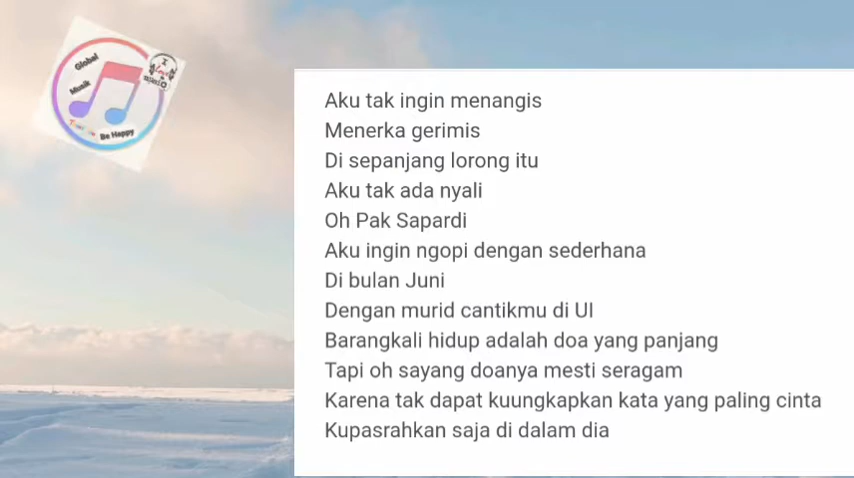 Global
Musik
Be Happy
I
Love
Aku tak ingin menangis
Menerka gerimis
Di sepanjang lorong itu
Aku tak ada nyali
Oh Pak Sapardi
Aku ingin ngopi dengan sederhana
Di bulan Juni
Dengan murid cantikmu di UI
Barangkali hidup adalah doa yang panjang
Tapi oh sayang doanya mesti seragam
Karena tak dapat kuungkapkan kata yang paling cinta
Kupasrahkan saja di dalam dia